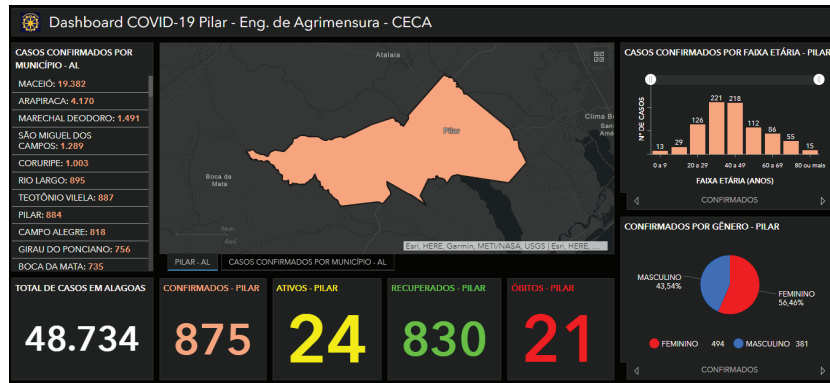 Dashboard COVID-19 Pilar - Eng. de Agrimensura - CECA
CASOS CONFIRMADOS POR
MUNICÍPIO - AL
MACEIÓ: 19.382
ARAPIRACA: 4.170
MARECHAL DEODORO: 1.491
SÃO MIGUEL DOS
CAMPOS: 1.289
CORURIPE: 1.003
RIO LARGO: 895
TEOTÔNIO VILELA: 887
PILAR: 884
CAMPO ALEGRE: 818
GIRAU DO PONCIANO: 756
BOCA DA MATA: 735
Atalaia
Pilar
Boca da
Mata
6km
4mi
Esri, HERE, Garmin, METI/NASA, USGS | Esri, HERE, ...
PILAR - AL
CASOS CONFIRMADOS POR MUNICÍPIO - AL
CASOS CONFIRMADOS POR FAIXA ETÁRIA - PILAR
Nº DE CASOS
13 29 126 221 218 112 86 55 15
0 a 9 20 a 29 40 a 49 60 a 69 80 ou mais
FAIXA ETÁRIA (ANOS)
CONFIRMADOS
CONFIRMADOS POR GÊNERO - PILAR
MASCULINO
43,54%
FEMININO
56,46%
FEMININO 494 MASCULINO 381
CONFIRMADOS
TOTAL DE CASOS EM ALAGOAS
48.734
CONFIRMADOS - PILAR
875
ATIVOS - PILAR
24
RECUPERADOS - PILAR
830
ÓBITOS - PILAR
21